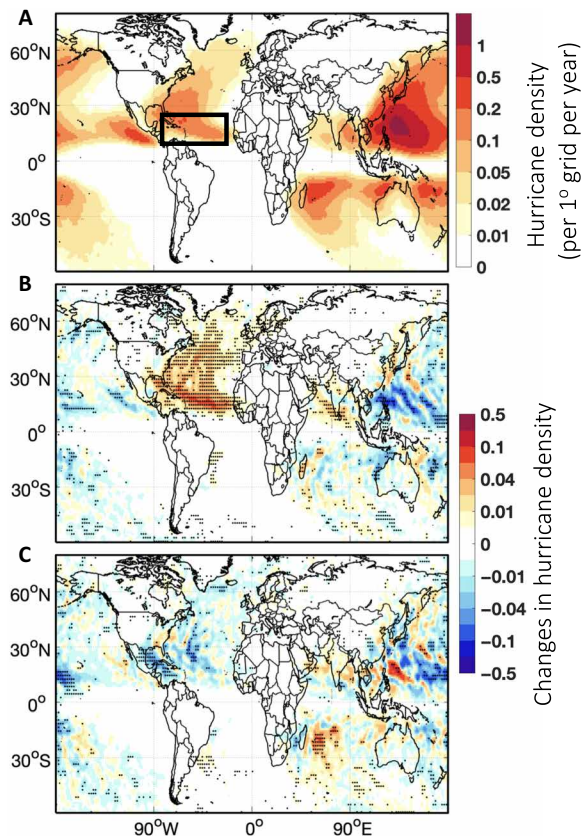 A
60°N
30°N
0°
30°S
1
0.5
0.2
0.1
0.05
0.02
0.01
0
Hurricane density
(per 1° grid per year)
B
60°N
30°N
0°
30°S
C
60°N
30°N
0°
30°S
90°W 0° 90°E
0.5
0.1
0.04
0.01
0
−0.01
−0.04
−0.1
−0.5
Changes in hurricane density